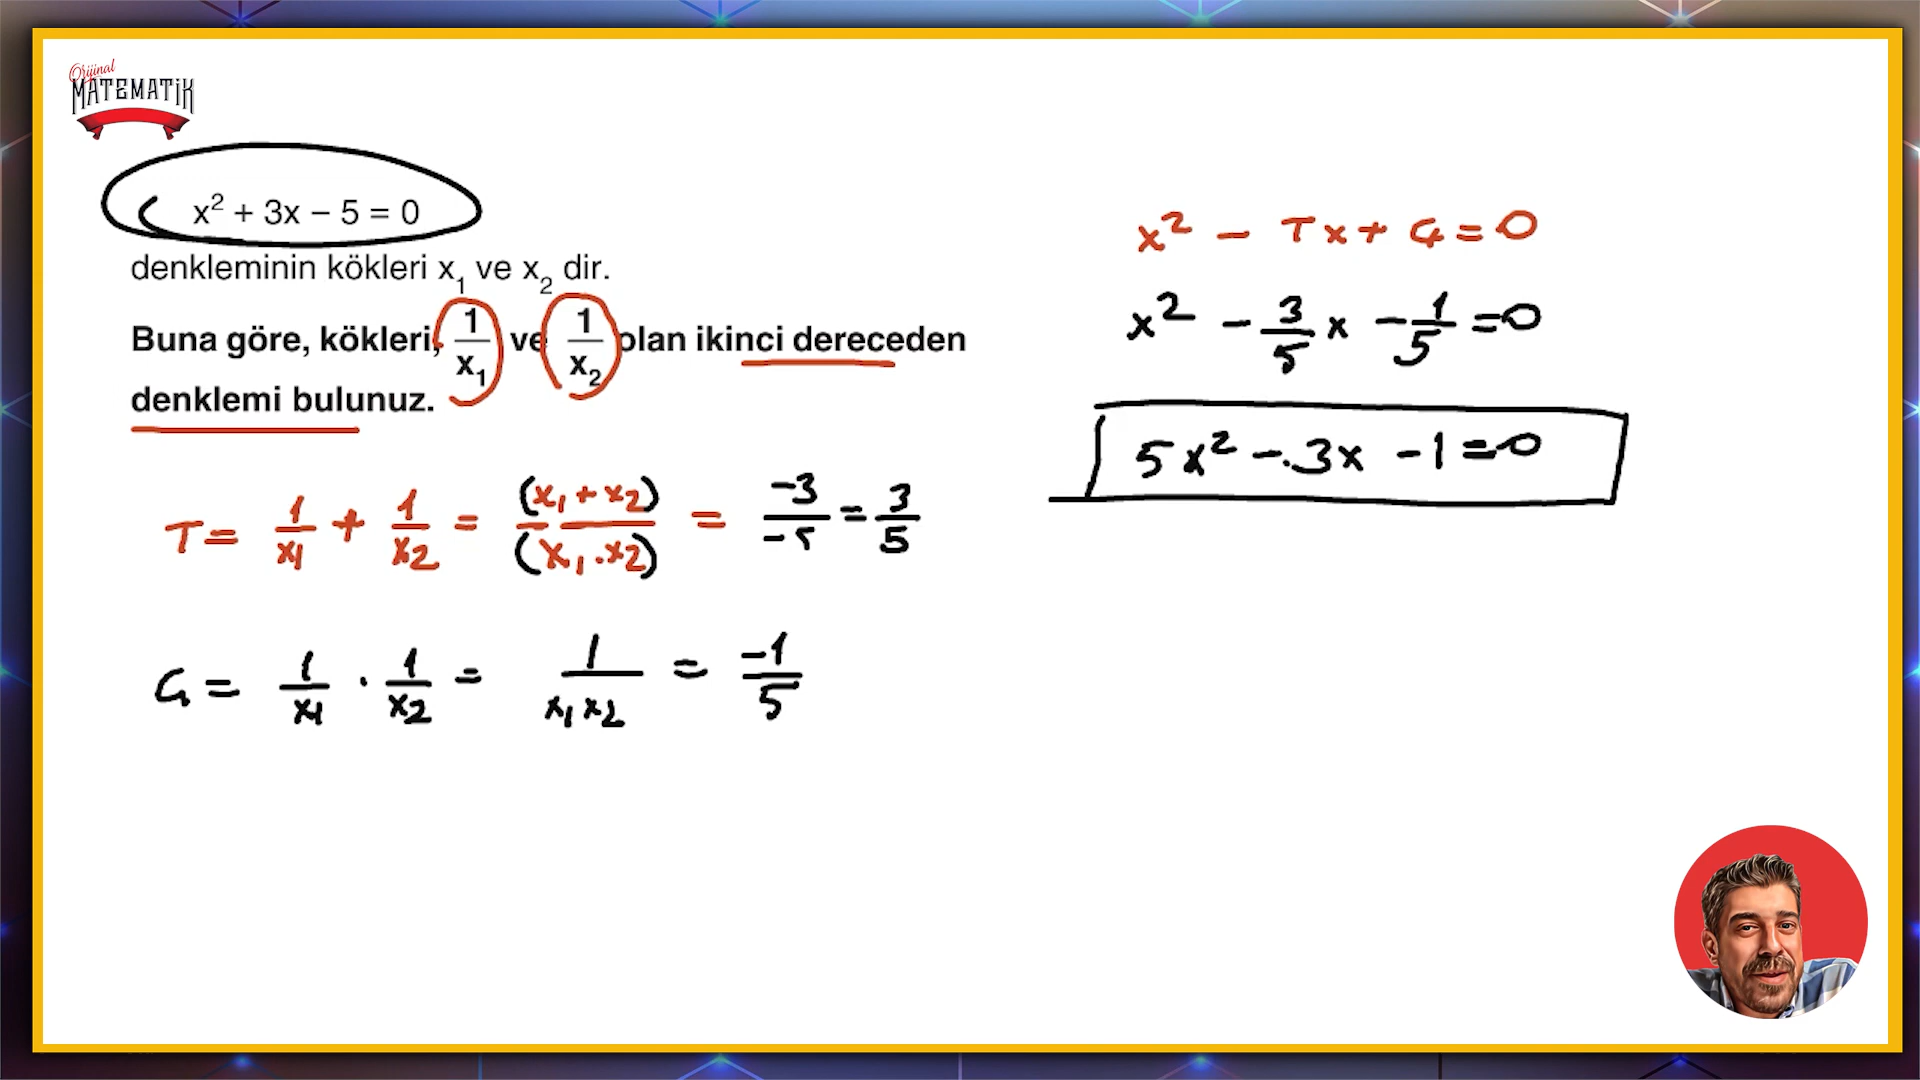 Orijinal
MATEMATİK
x² + 3x – 5 = 0
denkleminin kökleri x₁ ve x₂ dir.
Buna göre, kökleri, 1/x₁ ve 1/x₂ olan ikinci dereceden
denklemi bulunuz.
T = 1/x₁ + 1/x₂ = (x₁ + x₂)/(x₁ . x₂) = -3/-5 = 3/5
Ç = 1/x₁ · 1/x₂ = 1/x₁x₂ = -1/5
x² - Tx + Ç = 0
x² - 3/5 x - 1/5 = 0
5x² - 3x - 1 = 0